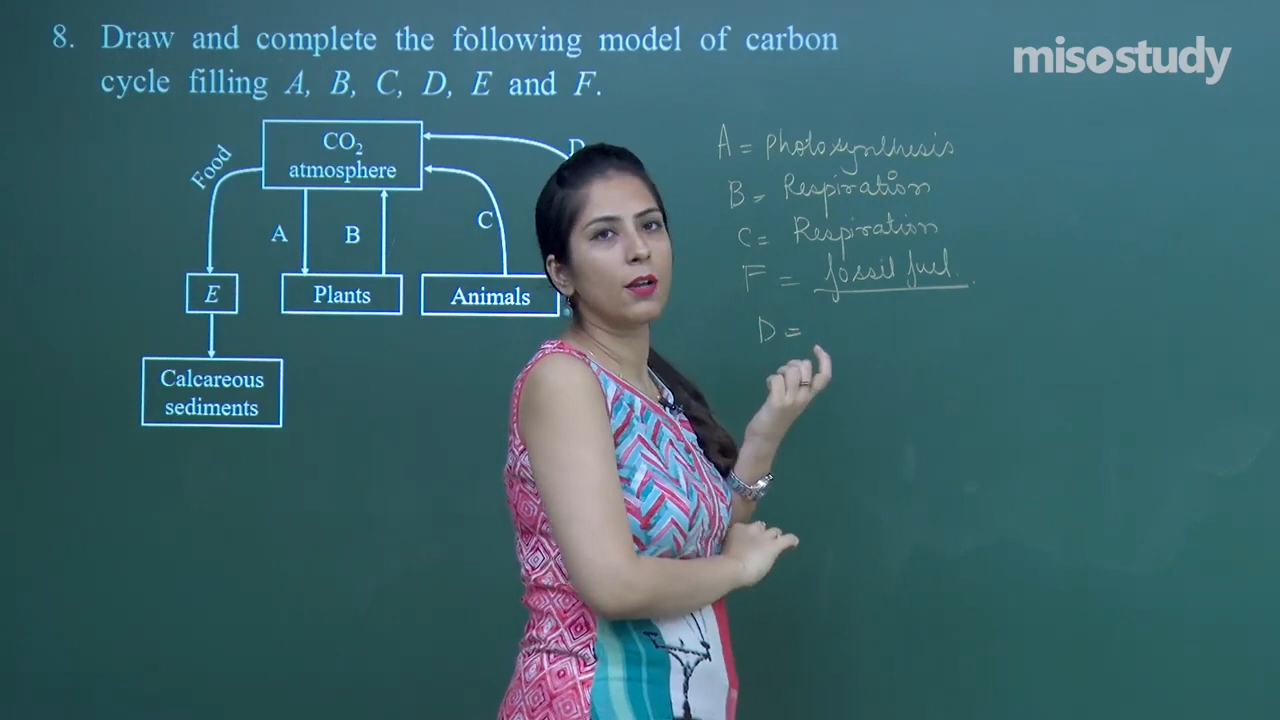 8. Draw and complete the following model of carbon
cycle filling A, B, C, D, E and F.
misostudy
CO₂
atmosphere
Food
A
B
C
D
E
Plants
Animals
Calcareous
sediments
A = Photosynthesis
B = Respiration
C = Respiration
F = fossil fuel.
D =